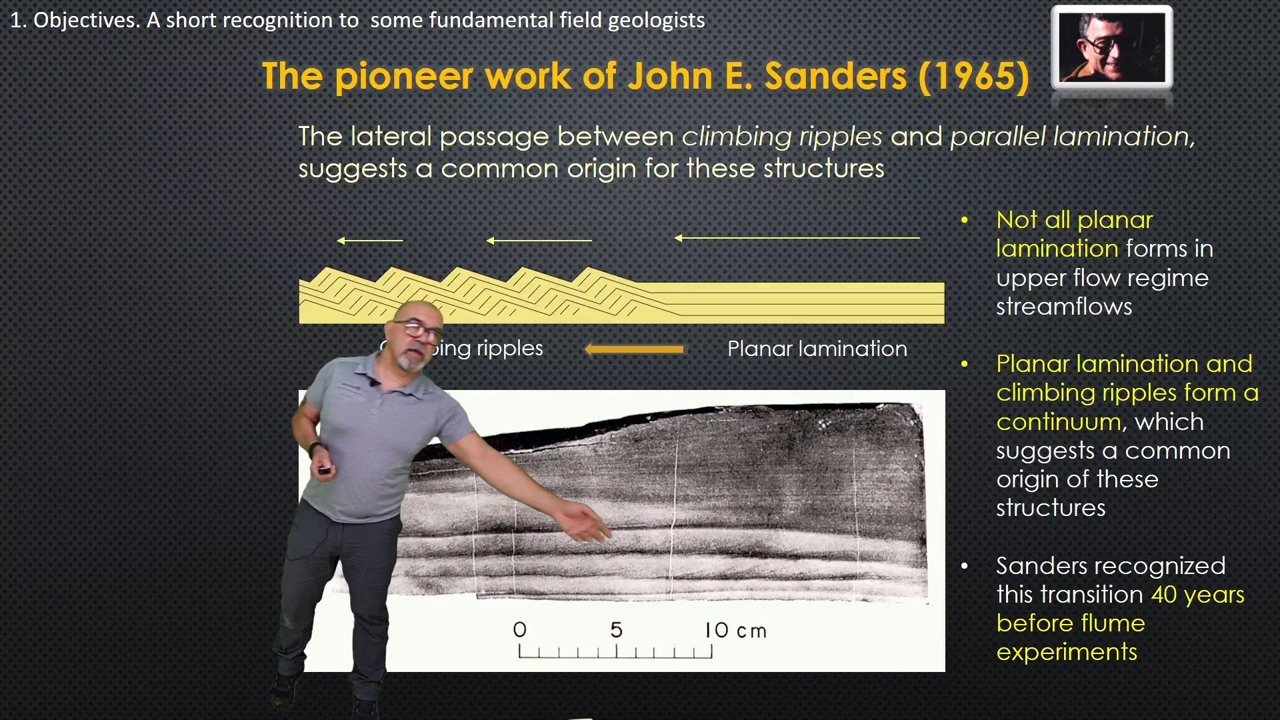 1. Objectives. A short recognition to  some fundamental field geologists
The pioneer work of John E. Sanders (1965)
The lateral passage between climbing ripples and parallel lamination,
suggests a common origin for these structures
• Not all planar
lamination forms in
upper flow regime
streamflows
ripples
Planar lamination
• Planar lamination and
climbing ripples form a
continuum, which
suggests a common
origin of these
structures
• Sanders recognized
this transition 40 years
before flume
experiments
0 5 10 cm